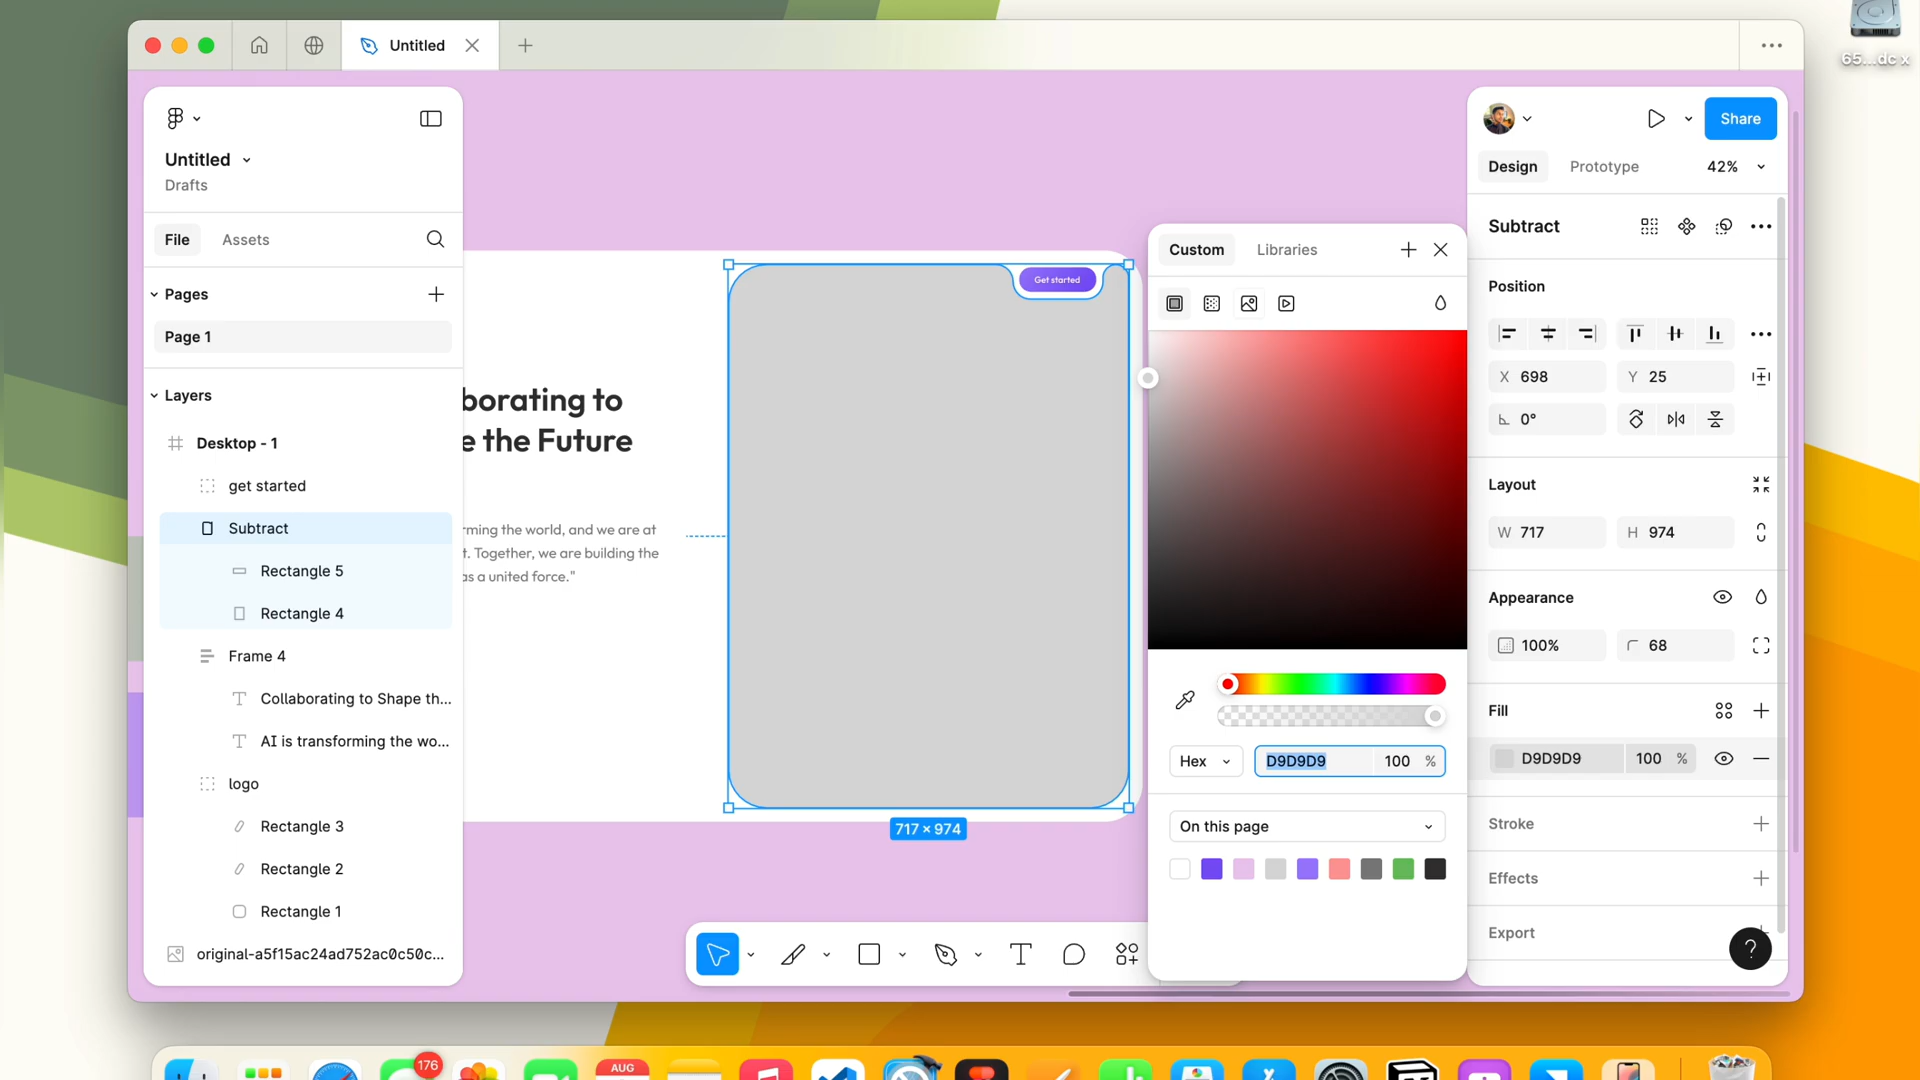 65...dc x
Untitled
Untitled
Drafts
File
Assets
Pages
Page 1
Layers
Desktop - 1
get started
Subtract
Rectangle 5
Rectangle 4
Frame 4
Collaborating to Shape th...
AI is transforming the wo...
logo
Rectangle 3
Rectangle 2
Rectangle 1
original-a5f15ac24ad752ac0c50c...
borating to
e the Future
rming the world, and we are at
t. Together, we are building the
as a united force."
Get started
717 × 974
Custom
Libraries
Hex
D9D9D9
100 %
On this page
Share
Design
Prototype
42%
Subtract
Position
X 698
Y 25
0°
Layout
W 717
H 974
Appearance
100%
68
Fill
D9D9D9
100 %
Stroke
Effects
Export
?
176
AUG